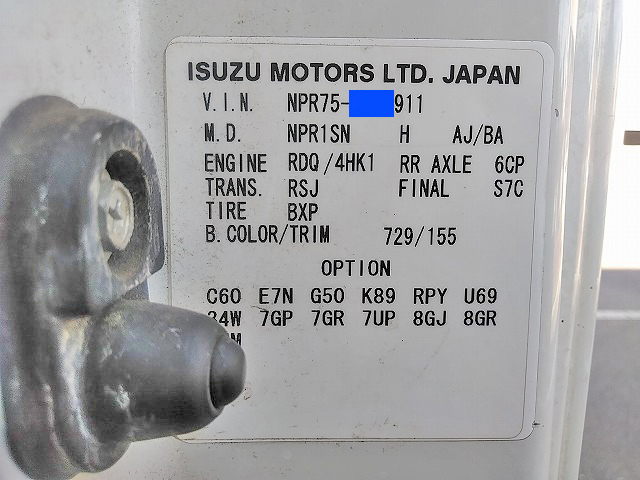 ISUZU MOTORS LTD. JAPAN
V.I.N. NPR75- 911
M.D. NPR1SN H AJ/BA
ENGINE RDQ/4HK1 RR AXLE 6CP
TRANS. RSJ FINAL S7C
TIRE BXP
B.COLOR/TRIM 729/155
OPTION
C60 E7N G50 K89 RPY U69
7GP 7GR 7UP 8GJ 8GR